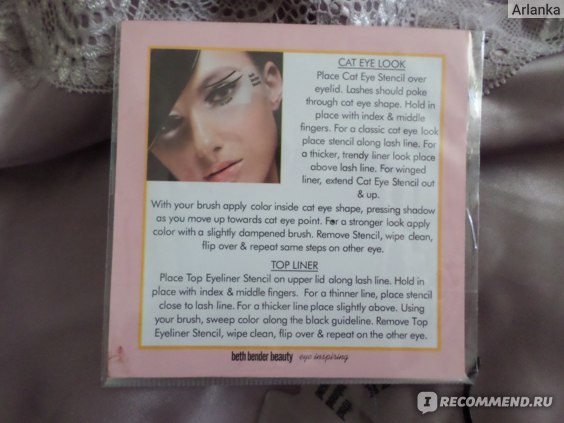 Arlanka
CAT EYE LOOK
Place Cat Eye Stencil over
eyelid. Lashes should poke
through cat eye shape. Hold in
place with index & middle
fingers. For a classic cat eye look
place stencil along lash line. For
a thicker, trendy liner look place
above lash line. For winged
liner, extend Cat Eye Stencil out
& up.
With your brush apply color inside cat eye shape, pressing shadow
as you move up towards cat eye point. For a stronger look apply
color with a slightly dampened brush. Remove Stencil, wipe clean,
flip over & repeat same steps on other eye.
TOP LINER
Place Top Eyeliner Stencil on upper lid along lash line. Hold in
place with index & middle fingers. For a thinner line, place stencil
close to lash line. For a thicker line place slightly above. Using
your brush, sweep color along the black guideline. Remove Top
Eyeliner Stencil, wipe clean, flip over & repeat on the other eye.
beth bender beauty eye inspiring
I RECOMMEND.RU